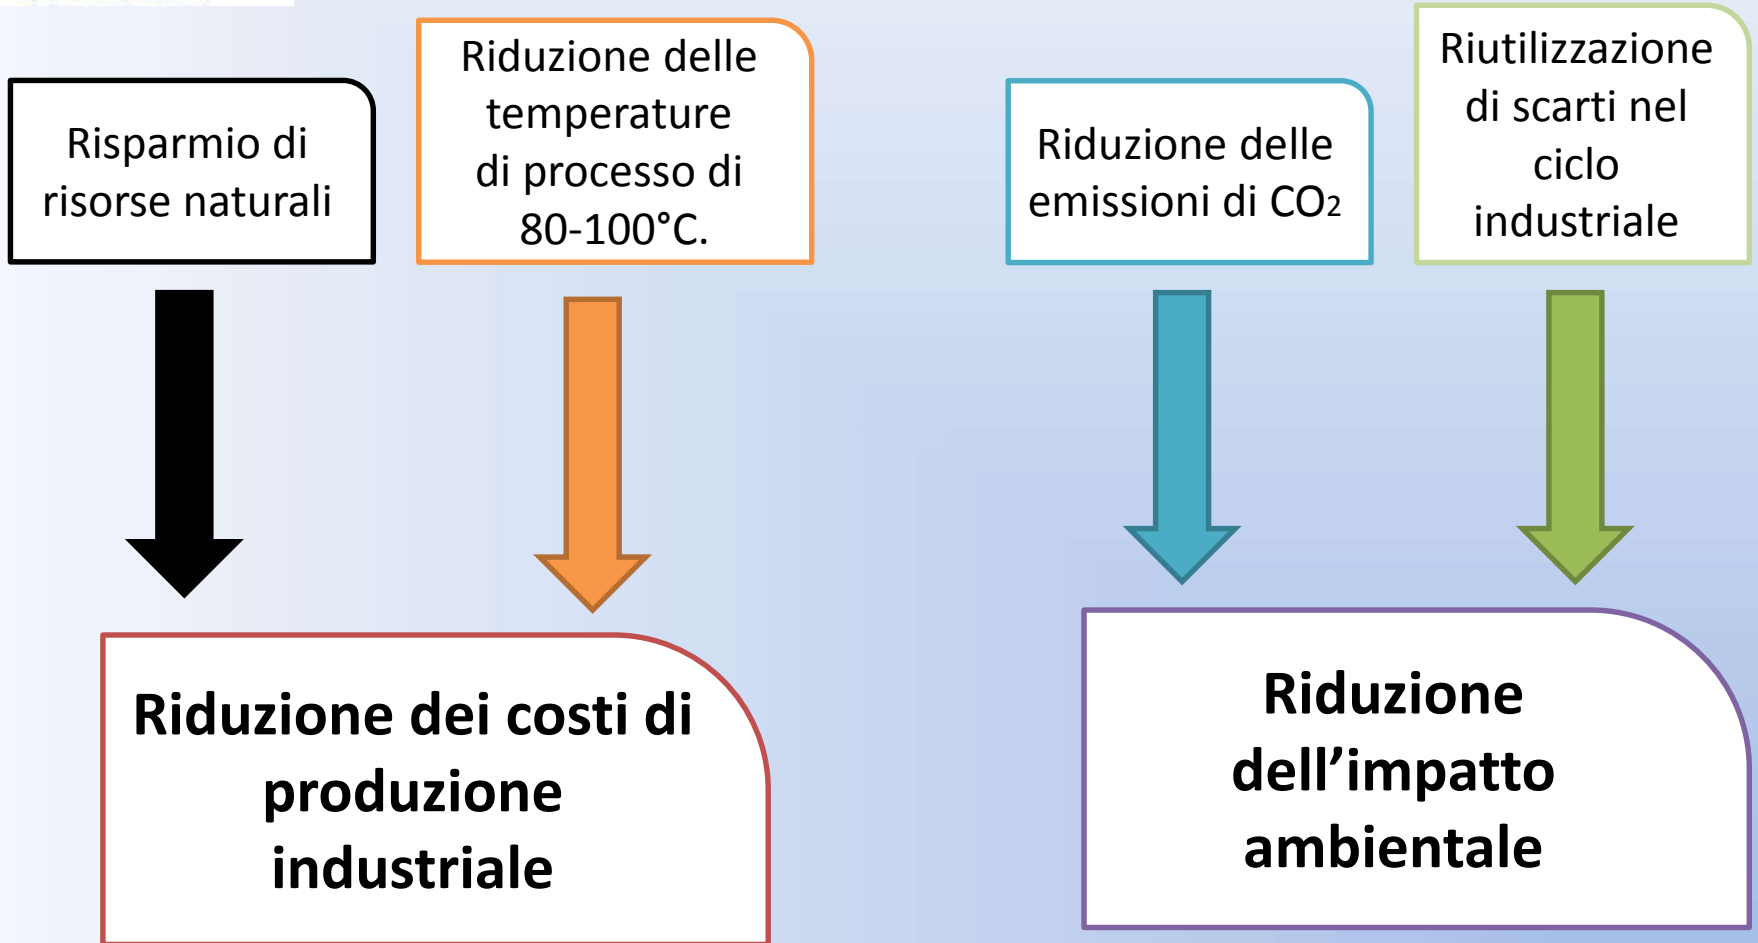 Risparmio di
risorse naturali
Riduzione delle
temperature
di processo di
80-100°C.
Riduzione delle
emissioni di CO2
Riutilizzazione
di scarti nel
ciclo
industriale
Riduzione dei costi di
produzione
industriale
Riduzione
dell’impatto
ambientale